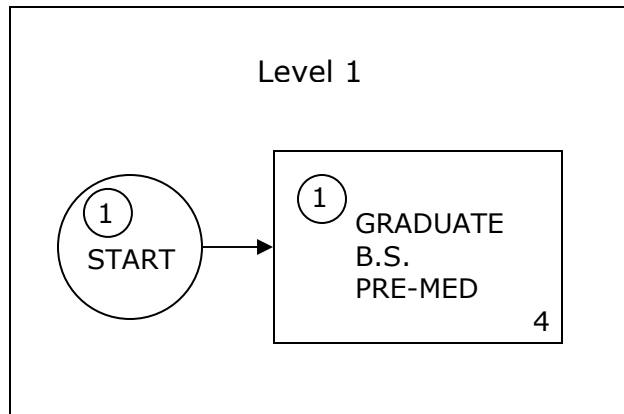 Level 1
1
START
1
GRADUATE
B.S.
PRE-MED
4